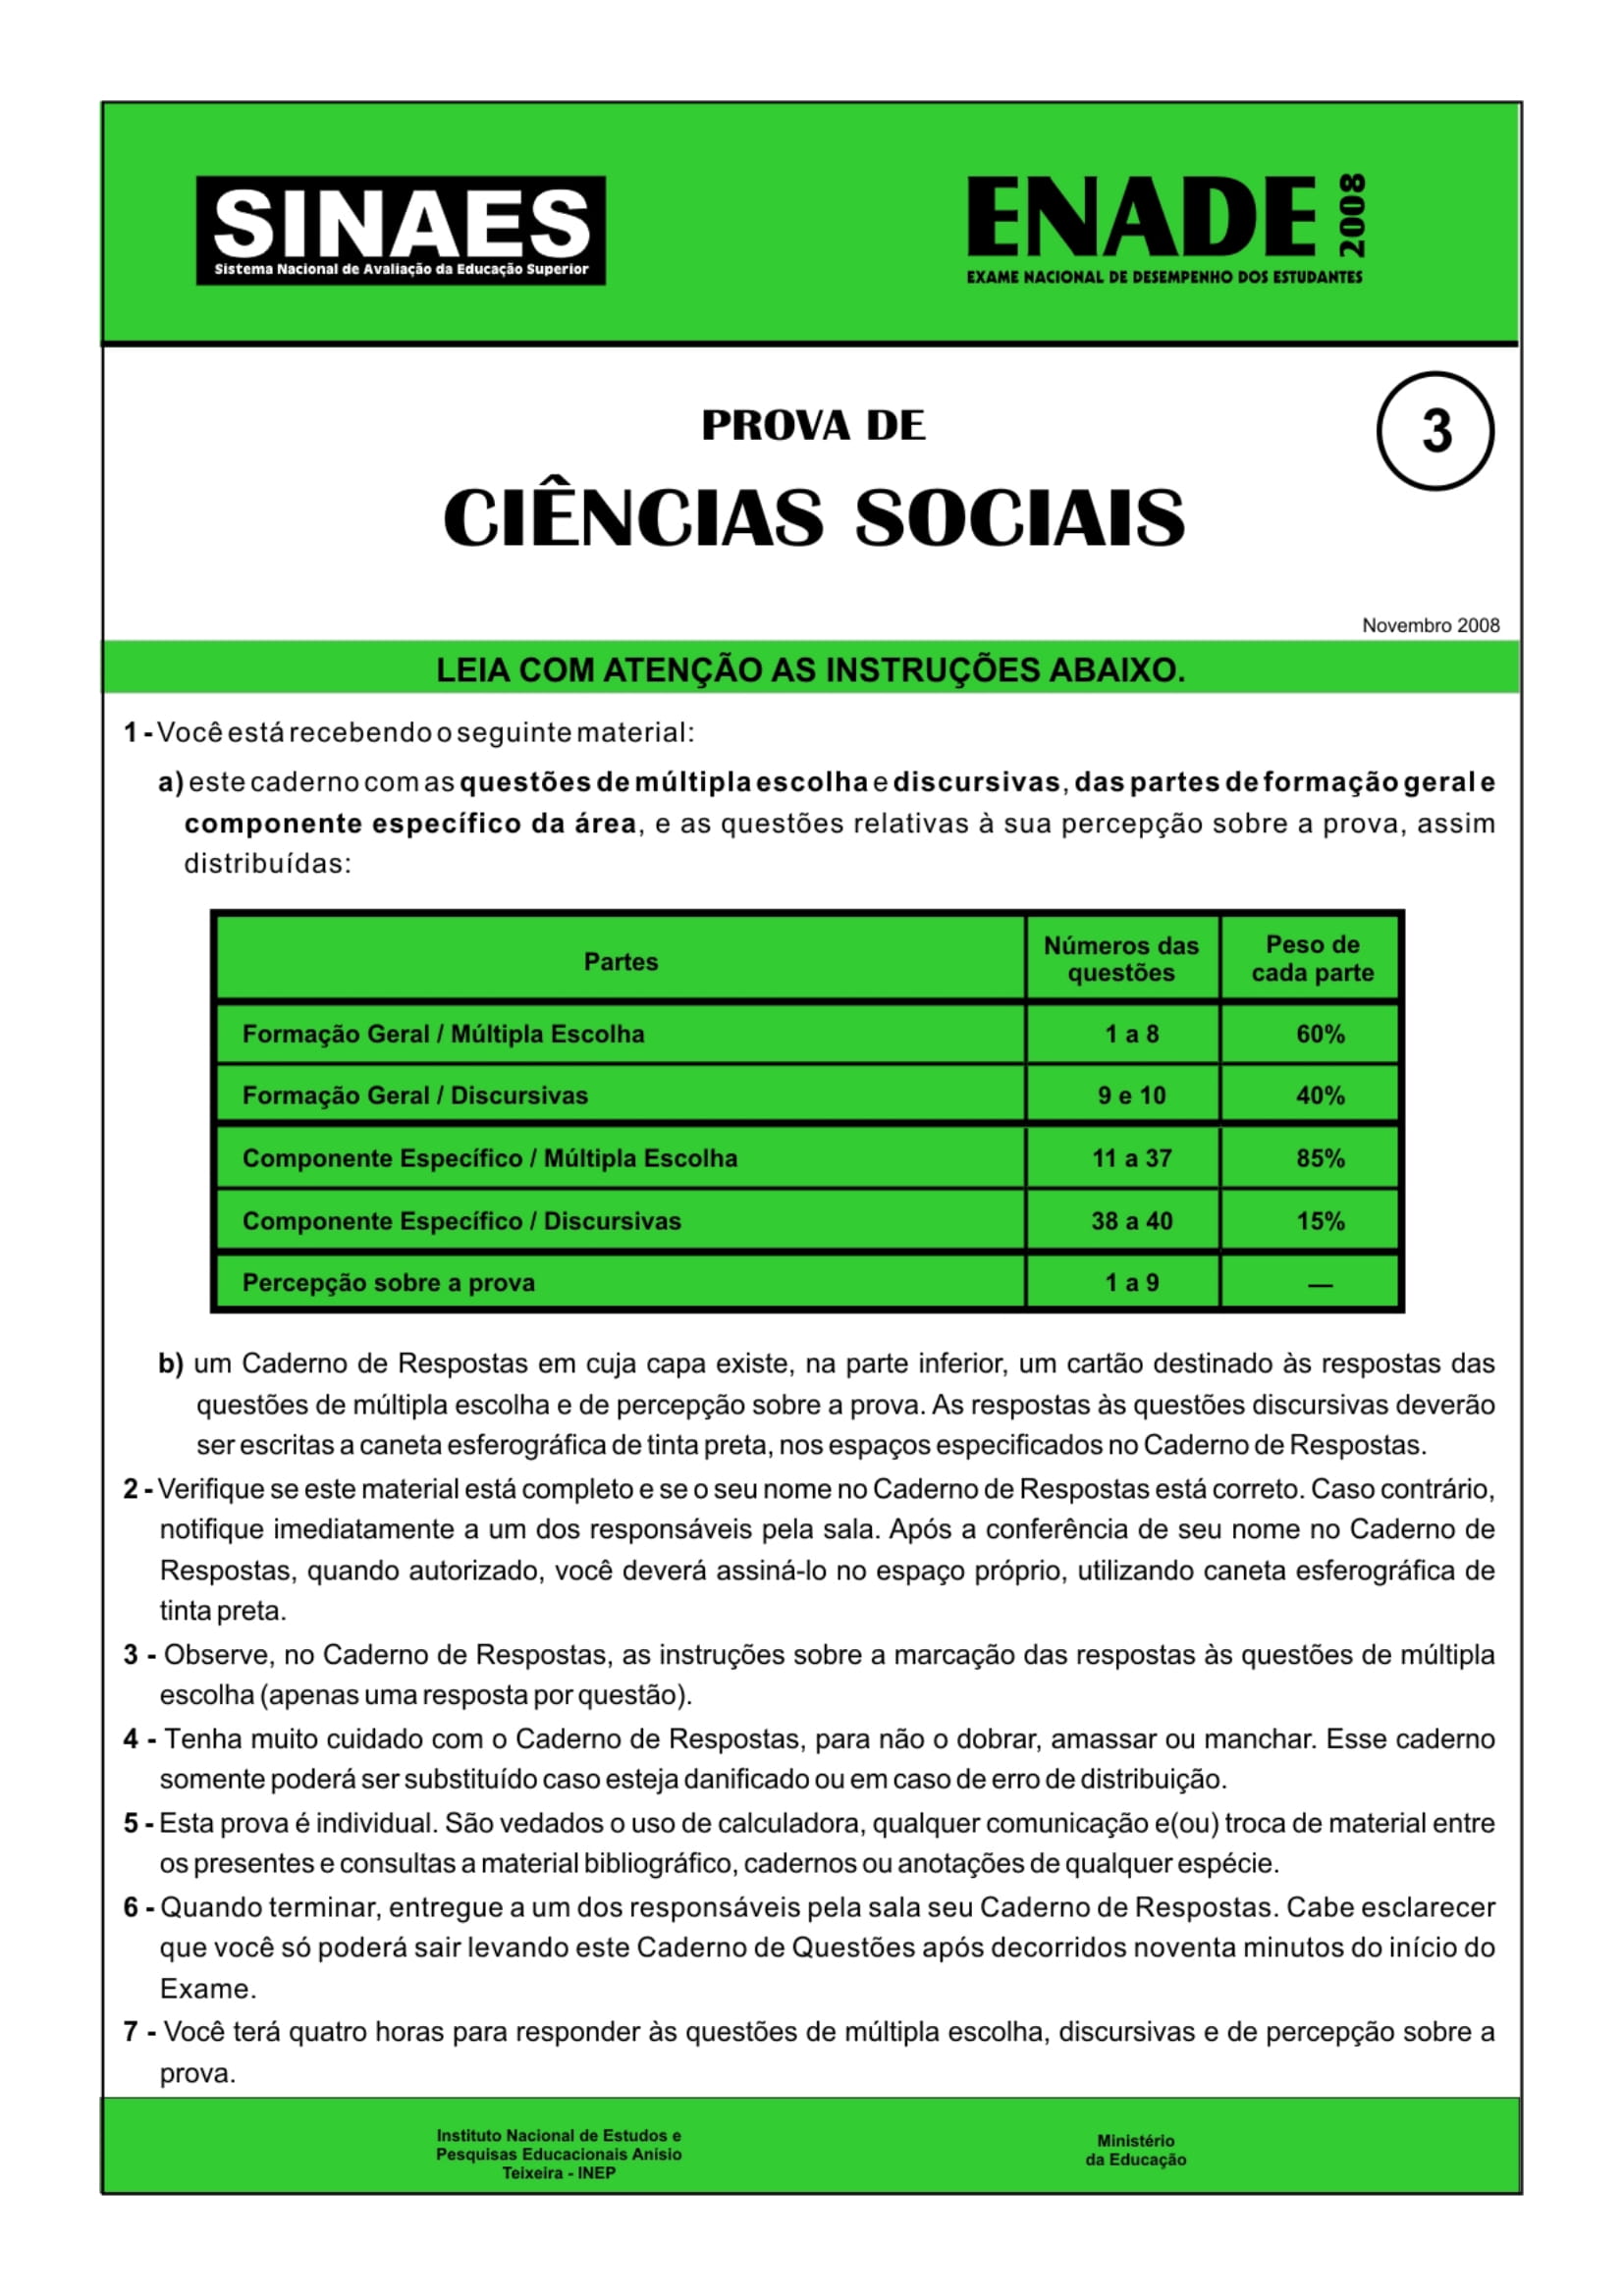 SINAES
Sistema Nacional de Avaliação da Educação Superior
ENADE 2008
EXAME NACIONAL DE DESEMPENHO DOS ESTUDANTES
PROVA DE
3
CIÊNCIAS SOCIAIS
Novembro 2008
LEIA COM ATENÇÃO AS INSTRUÇÕES ABAIXO.
1 - Você está recebendo o seguinte material:
a) este caderno com as questões de múltipla escolha e discursivas, das partes de formação geral e
componente específico da área, e as questões relativas à sua percepção sobre a prova, assim
distribuídas:
Partes
Números das
questões
Peso de
cada parte
Formação Geral / Múltipla Escolha 1 a 8 60%
Formação Geral / Discursivas 9 e 10 40%
Componente Específico / Múltipla Escolha 11 a 37 85%
Componente Específico / Discursivas 38 a 40 15%
Percepção sobre a prova 1 a 9 —
b) um Caderno de Respostas em cuja capa existe, na parte inferior, um cartão destinado às respostas das
questões de múltipla escolha e de percepção sobre a prova. As respostas às questões discursivas deverão
ser escritas a caneta esferográfica de tinta preta, nos espaços especificados no Caderno de Respostas.
2 - Verifique se este material está completo e se o seu nome no Caderno de Respostas está correto. Caso contrário,
notifique imediatamente a um dos responsáveis pela sala. Após a conferência de seu nome no Caderno de
Respostas, quando autorizado, você deverá assiná-lo no espaço próprio, utilizando caneta esferográfica de
tinta preta.
3 - Observe, no Caderno de Respostas, as instruções sobre a marcação das respostas às questões de múltipla
escolha (apenas uma resposta por questão).
4 - Tenha muito cuidado com o Caderno de Respostas, para não o dobrar, amassar ou manchar. Esse caderno
somente poderá ser substituído caso esteja danificado ou em caso de erro de distribuição.
5 - Esta prova é individual. São vedados o uso de calculadora, qualquer comunicação e(ou) troca de material entre
os presentes e consultas a material bibliográfico, cadernos ou anotações de qualquer espécie.
6 - Quando terminar, entregue a um dos responsáveis pela sala seu Caderno de Respostas. Cabe esclarecer
que você só poderá sair levando este Caderno de Questões após decorridos noventa minutos do início do
Exame.
7 - Você terá quatro horas para responder às questões de múltipla escolha, discursivas e de percepção sobre a
prova.
Instituto Nacional de Estudos e
Pesquisas Educacionais Anísio
Teixeira - INEP
Ministério
da Educação